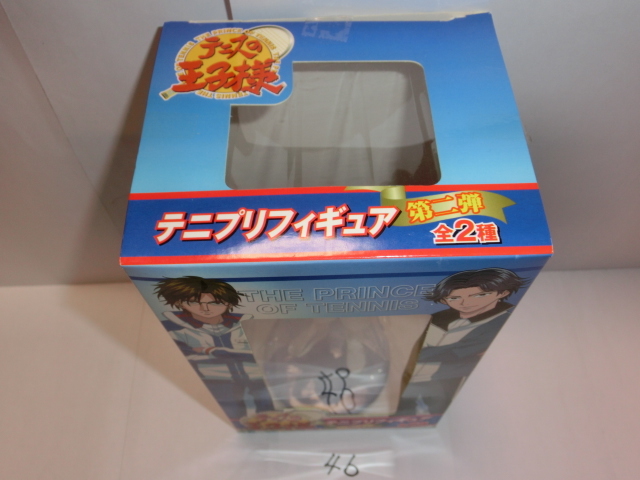 テニスの
王子様
テニプリフィギュア
第二弾
全2種
THE PRINCE
OF TENNIS
46